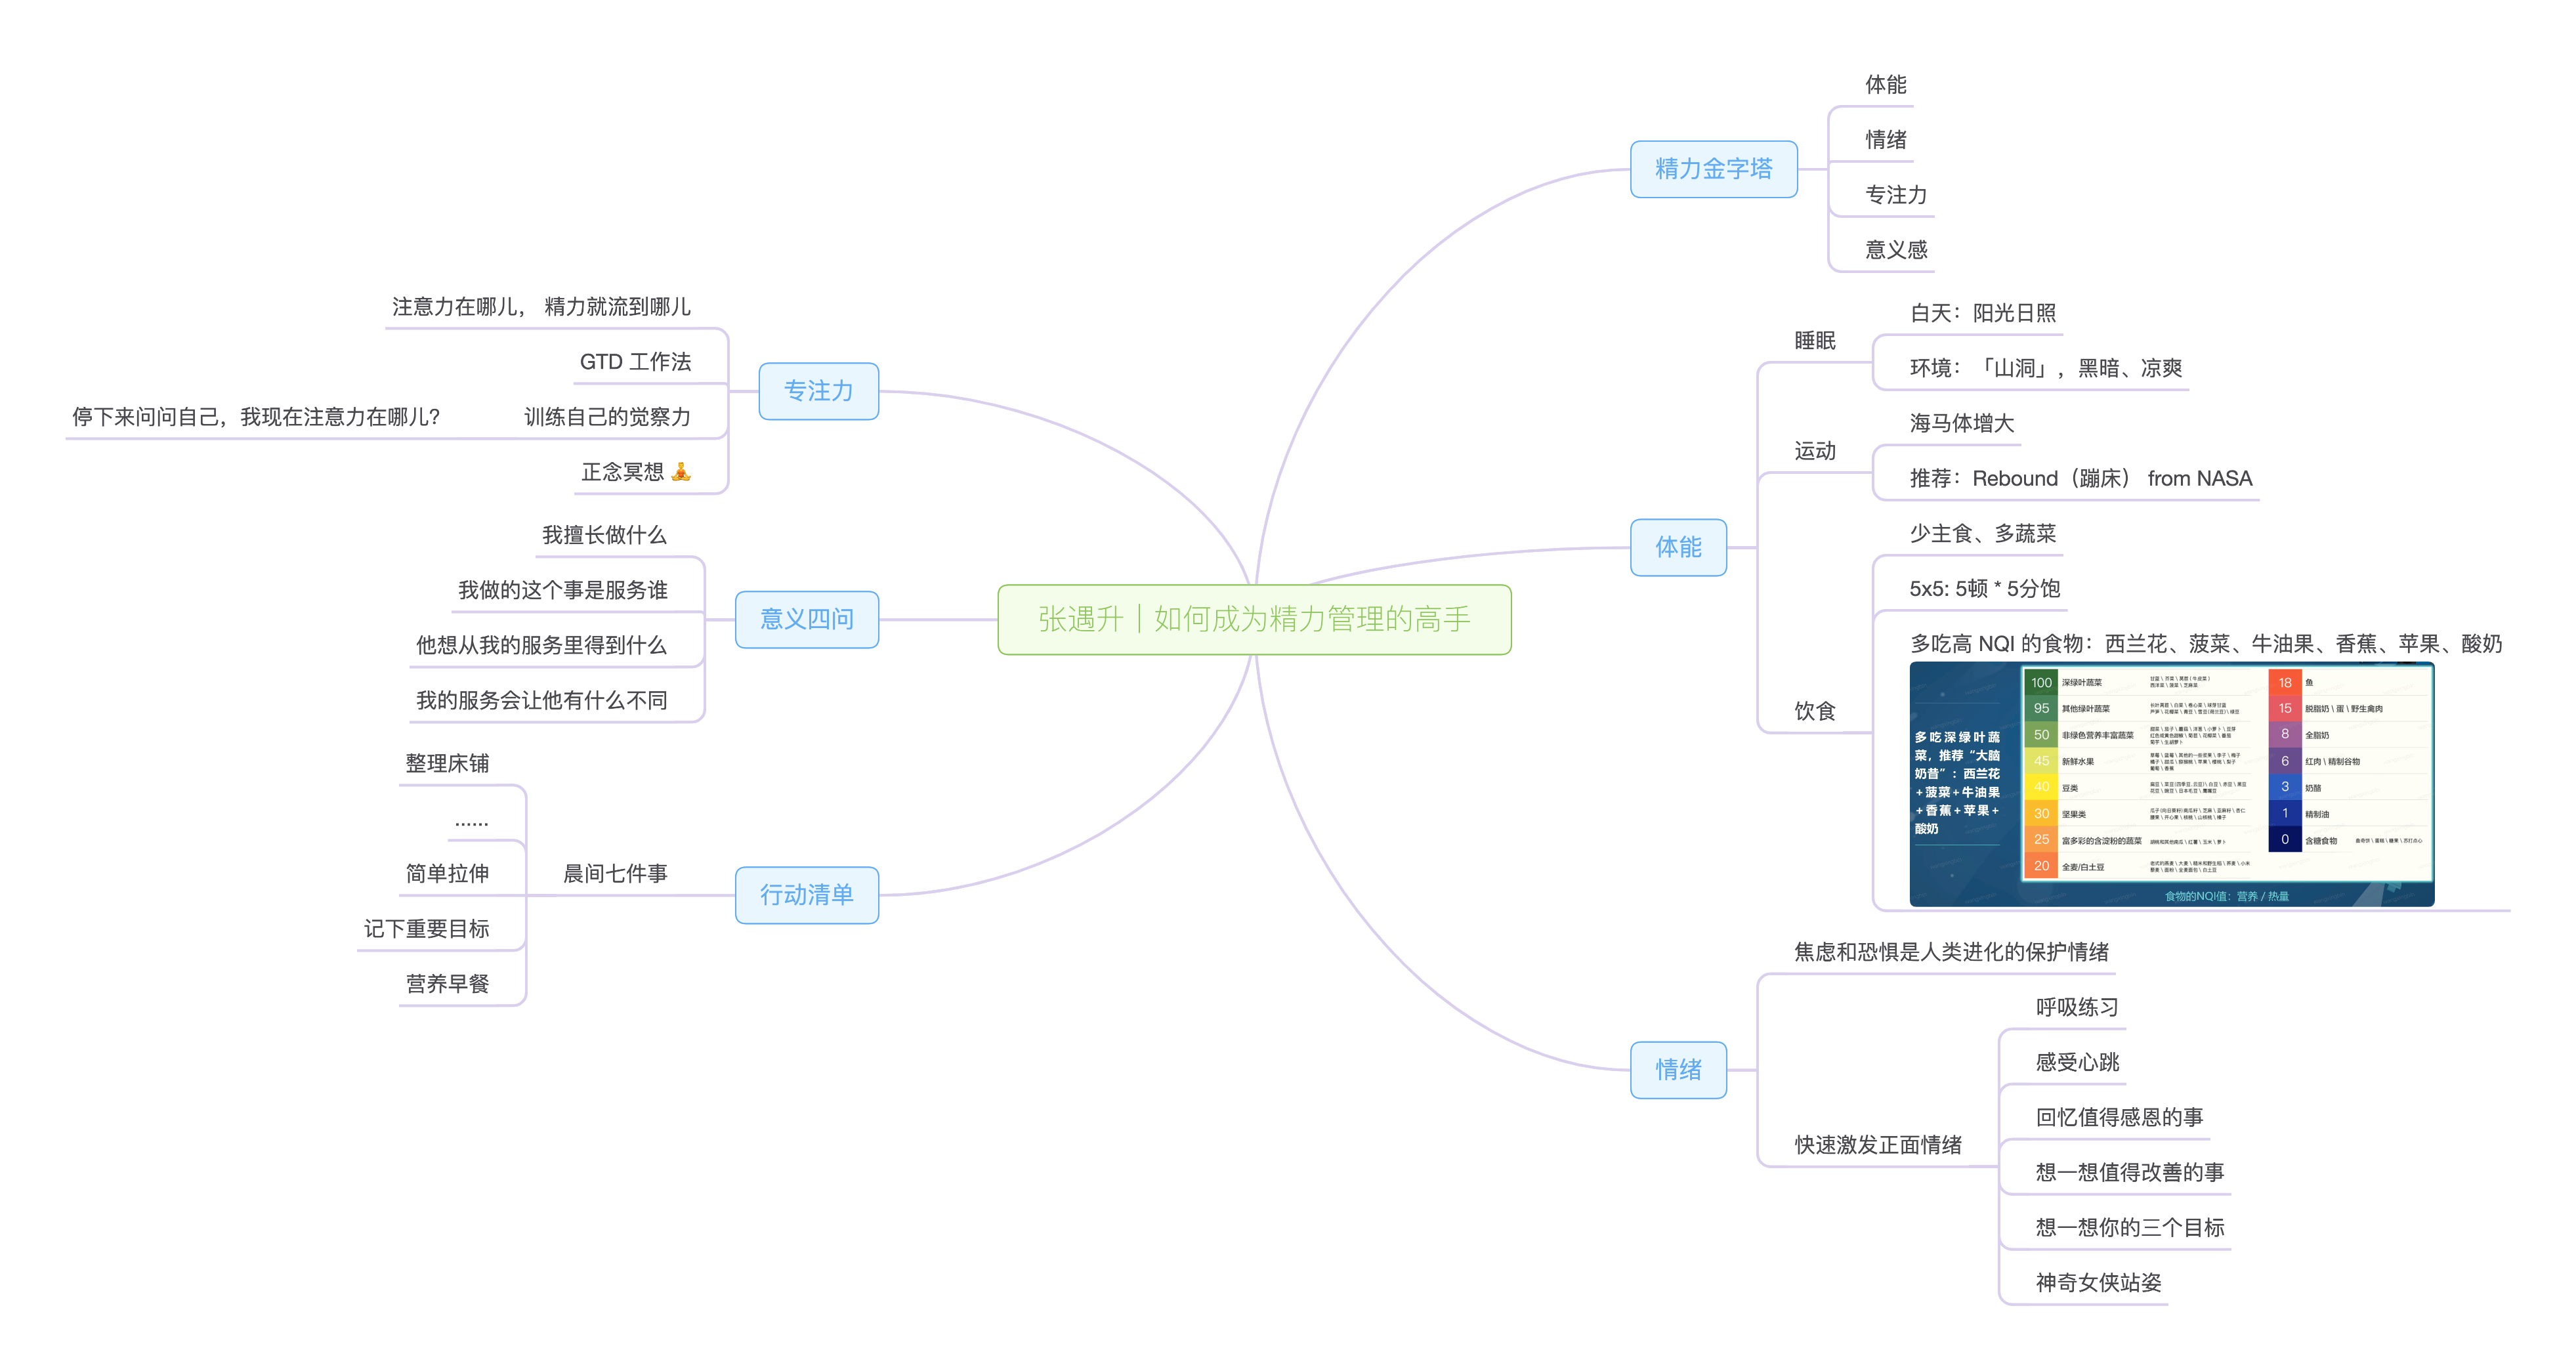 张遇升｜如何成为精力管理的高手
精力金字塔
体能
情绪
专注力
意义感
体能
睡眠
白天：阳光日照
环境：「山洞」，黑暗、凉爽
运动
海马体增大
推荐：Rebound（蹦床） from NASA
饮食
少主食、多蔬菜
5x5: 5顿 * 5分饱
多吃高 NQI 的食物：西兰花、菠菜、牛油果、香蕉、苹果、酸奶
多吃深绿叶蔬
菜，推荐“大脑
奶昔”：西兰花
+菠菜+牛油果
+香蕉+苹果+
酸奶
100 深绿叶蔬菜
95 其他绿叶蔬菜
50 非绿色营养丰富蔬菜
45 新鲜水果
40 豆类
30 坚果类
25 富多彩的含淀粉的蔬菜
20 全麦/白土豆
18 鱼
15 脱脂奶 \ 蛋 \ 野生禽肉
8 全脂奶
6 红肉 \ 精制谷物
3 奶酪
1 精制油
0 含糖食物
食物的NQI值：营养 / 热量
情绪
焦虑和恐惧是人类进化的保护情绪
快速激发正面情绪
呼吸练习
感受心跳
回忆值得感恩的事
想一想值得改善的事
想一想你的三个目标
神奇女侠站姿
专注力
注意力在哪儿， 精力就流到哪儿
GTD 工作法
训练自己的觉察力
停下来问问自己，我现在注意力在哪儿？
正念冥想 🧘
意义四问
我擅长做什么
我做的这个事是服务谁
他想从我的服务里得到什么
我的服务会让他有什么不同
行动清单
晨间七件事
整理床铺
……
简单拉伸
记下重要目标
营养早餐